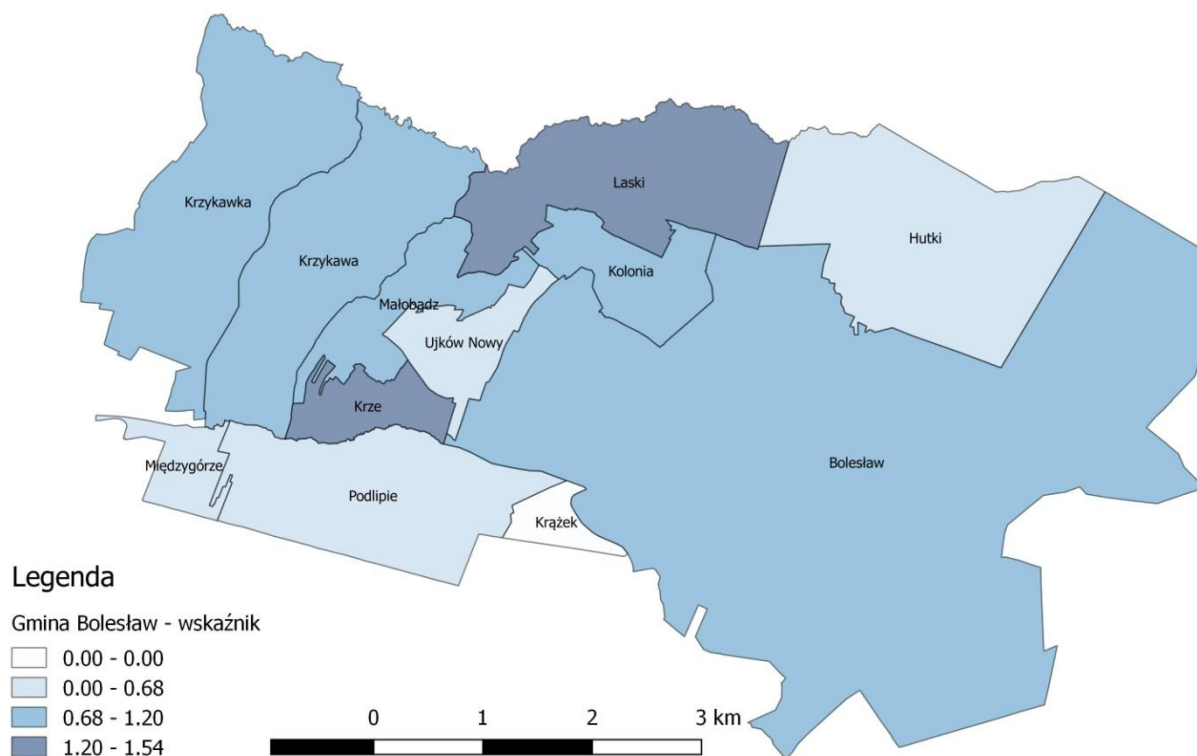 Laski
Krzykawka
Hutki
Krzykawa
Kolonia
Małobądz
Ujków Nowy
Krze
Bolesław
Międzygórze
Podlipie
Krążek
Legenda
Gmina Bolesław - wskaźnik
0.00 - 0.00
0.00 - 0.68
0.68 - 1.20
1.20 - 1.54
0 1 2 3 km